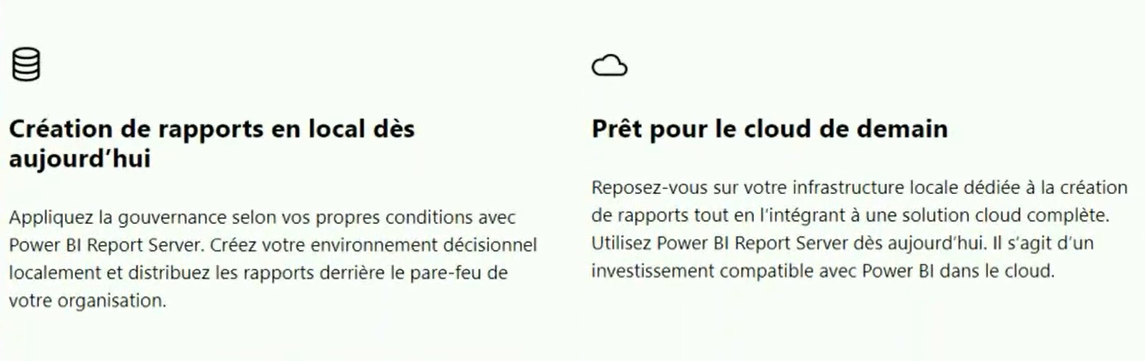 Création de rapports en local dès
aujourd’hui
Appliquez la gouvernance selon vos propres conditions avec
Power BI Report Server. Créez votre environnement décisionnel
localement et distribuez les rapports derrière le pare-feu de
votre organisation.
Prêt pour le cloud de demain
Reposez-vous sur votre infrastructure locale dédiée à la création
de rapports tout en l’intégrant à une solution cloud complète.
Utilisez Power BI Report Server dès aujourd’hui. Il s’agit d’un
investissement compatible avec Power BI dans le cloud.